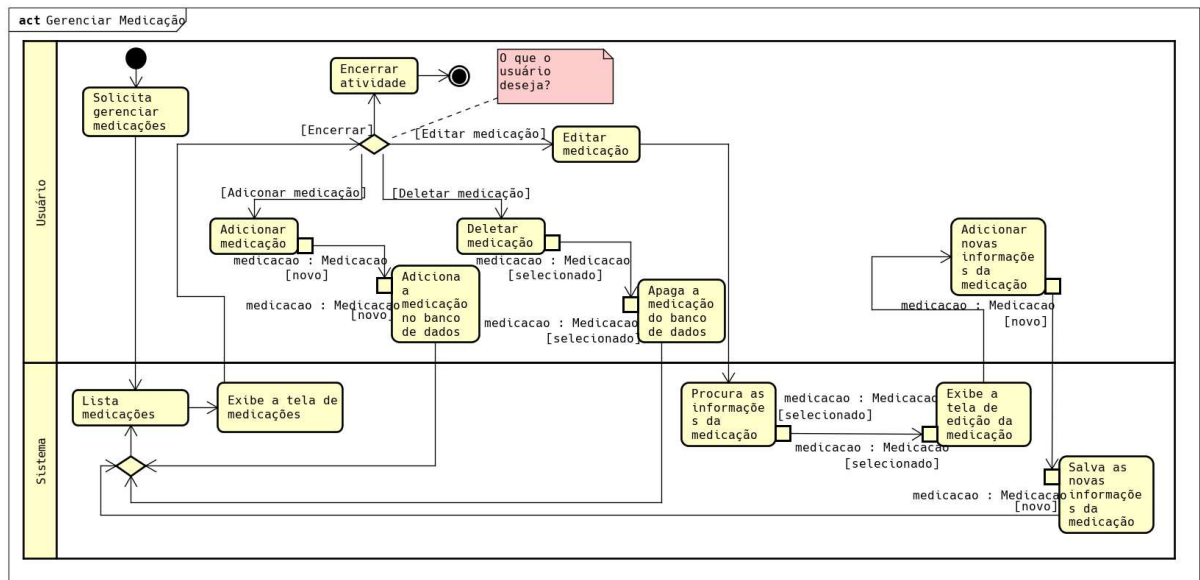 act Gerenciar Medicação
Usuário
Solicita
gerenciar
medicações
Encerrar
atividade
O que o
usuário
deseja?
[Encerrar]
[Editar medicação]
Editar
medicação
[Adiconar medicação]
[Deletar medicação]
Adicionar
medicação
medicacao : Medicacao
[novo]
medicacao : Medicacao
[novo]
Adiciona
a
medicação
no banco
de dados
Deletar
medicação
medicacao : Medicacao
[selecionado]
medicacao : Medicacao
[selecionado]
Apaga a
medicação
do banco
de dados
Adicionar
novas
informaçõe
s da
medicação
medicacao : Medicacao
[novo]
Sistema
Lista
medicações
Exibe a tela de
medicações
Procura as
informaçõe
s da
medicação
medicacao : Medicacao
[selecionado]
medicacao : Medicacao
[selecionado]
Exibe a
tela de
edição da
medicação
medicacao : Medicacao
[novo]
Salva as
novas
informaçõe
s da
medicação